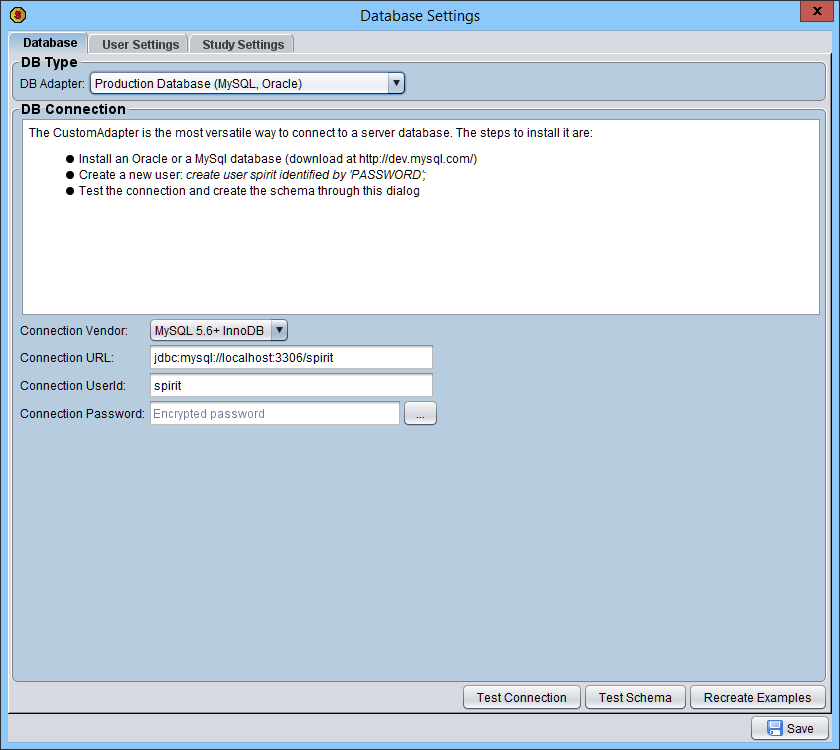 Database Settings
x
Database
User Settings
Study Settings
DB Type
DB Adapter: Production Database (MySQL, Oracle)
DB Connection
The CustomAdapter is the most versatile way to connect to a server database. The steps to install it are:
● Install an Oracle or a MySql database (download at http://dev.mysql.com/)
● Create a new user: create user spirit identified by 'PASSWORD';
● Test the connection and create the schema through this dialog
Connection Vendor: MySQL 5.6+ InnoDB
Connection URL: jdbc:mysql://localhost:3306/spirit
Connection UserId: spirit
Connection Password: Encrypted password ...
Test Connection
Test Schema
Recreate Examples
Save